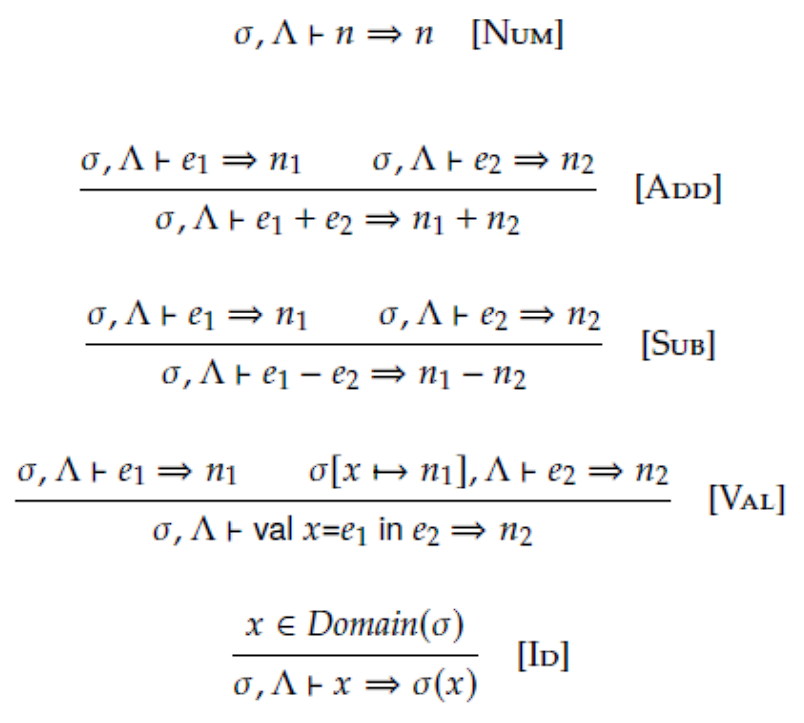 σ, Λ ⊢ n ⇒ n [NUM]
σ, Λ ⊢ e₁ ⇒ n₁ σ, Λ ⊢ e₂ ⇒ n₂
σ, Λ ⊢ e₁ + e₂ ⇒ n₁ + n₂ [ADD]
σ, Λ ⊢ e₁ ⇒ n₁ σ, Λ ⊢ e₂ ⇒ n₂
σ, Λ ⊢ e₁ − e₂ ⇒ n₁ − n₂ [SUB]
σ, Λ ⊢ e₁ ⇒ n₁ σ[x ↦ n₁], Λ ⊢ e₂ ⇒ n₂
σ, Λ ⊢ val x=e₁ in e₂ ⇒ n₂ [VAL]
x ∈ Domain(σ)
σ, Λ ⊢ x ⇒ σ(x) [ID]